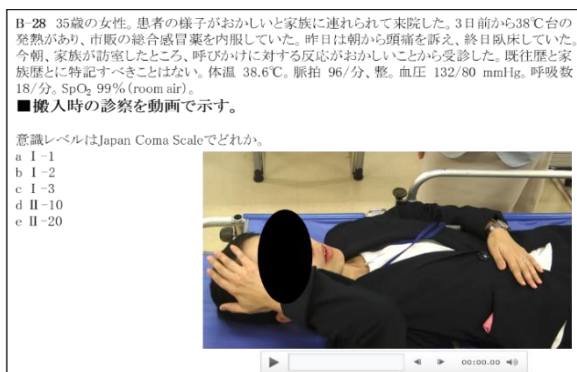 B-28 35歳の女性。患者の様子がおかしいと家族に連れられて来院した。3日前から38℃台の
発熱があり、市販の総合感冒薬を内服していた。昨日は朝から頭痛を訴え、終日臥床していた。
今朝、家族が訪室したところ、呼びかけに対する反応がおかしいことから受診した。既往歴と家
族歴とに特記すべきことはない。体温 38.6℃。脈拍 96/分、整。血圧 132/80 mmHg。呼吸数
18/分。SpO₂ 99%(room air)。
■搬入時の診察を動画で示す。
意識レベルはJapan Coma Scaleでどれか。
a Ⅰ-1
b Ⅰ-2
c Ⅰ-3
d Ⅱ-10
e Ⅱ-20
00:00.00